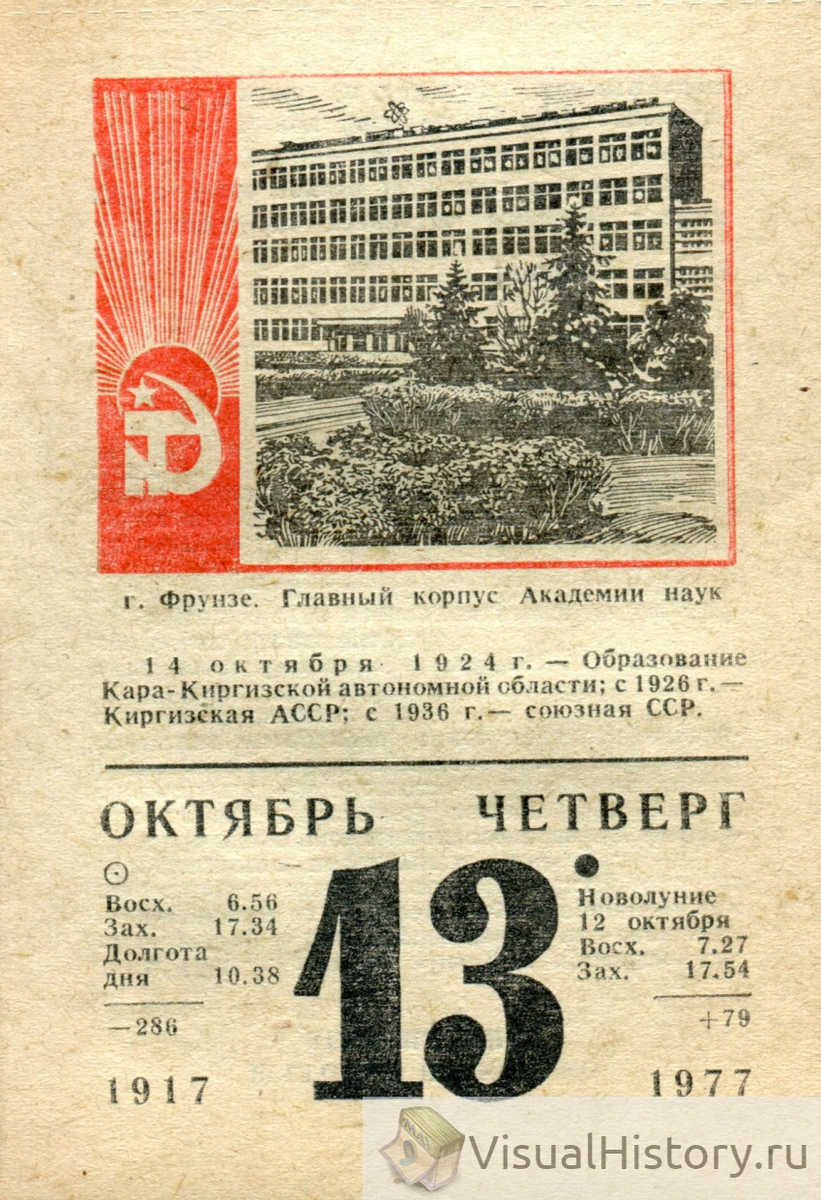 г. Фрунзе. Главный корпус Академии наук
14 октября 1924 г. — Образование
Кара-Киргизской автономной области; с 1926 г.—
Киргизская АССР; с 1936 г.— союзная ССР.
ОКТЯБРЬ ЧЕТВЕРГ
13
Восх. 6.56
Зах. 17.34
Долгота
дня 10.38
—286
Новолуние
12 октября
Восх. 7.27
Зах. 17.54
+79
1917
1977
VisualHistory.ru